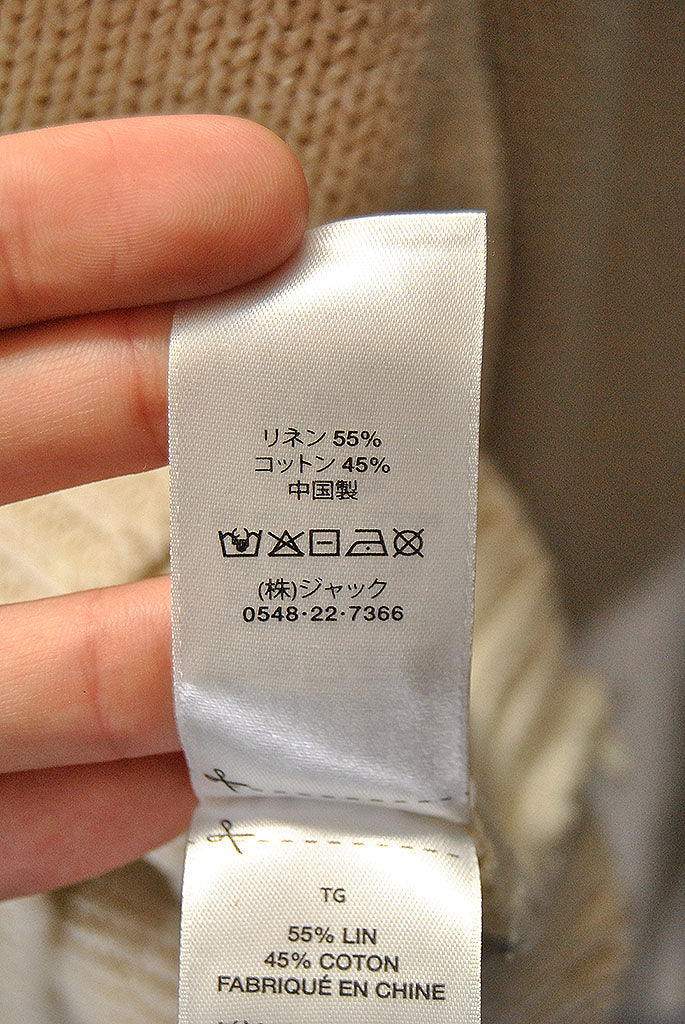 リネン 55%
コットン 45%
中国製
(株)ジャック
0548·22·7366
TG
55% LIN
45% COTON
FABRIQUÉ EN CHINE